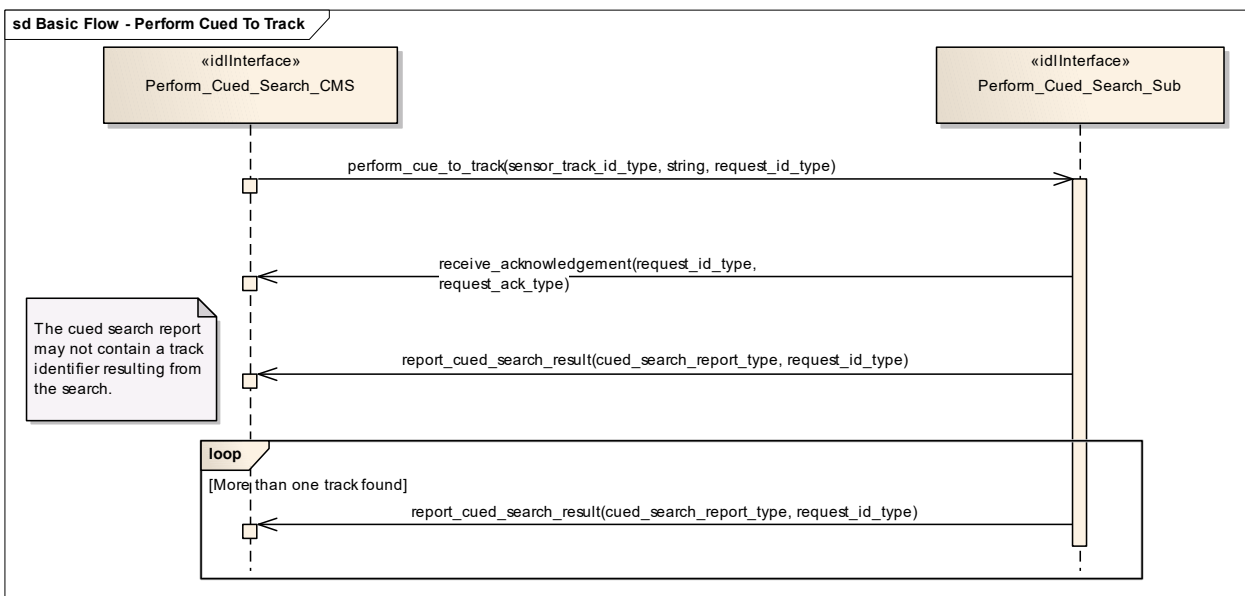 sd Basic Flow - Perform Cued To Track
«idlInterface»
Perform_Cued_Search_CMS
«idlInterface»
Perform_Cued_Search_Sub
perform_cue_to_track(sensor_track_id_type, string, request_id_type)
receive_acknowledgement(request_id_type,
request_ack_type)
The cued search report
may not contain a track
identifier resulting from
the search.
report_cued_search_result(cued_search_report_type, request_id_type)
loop
[More than one track found]
report_cued_search_result(cued_search_report_type, request_id_type)